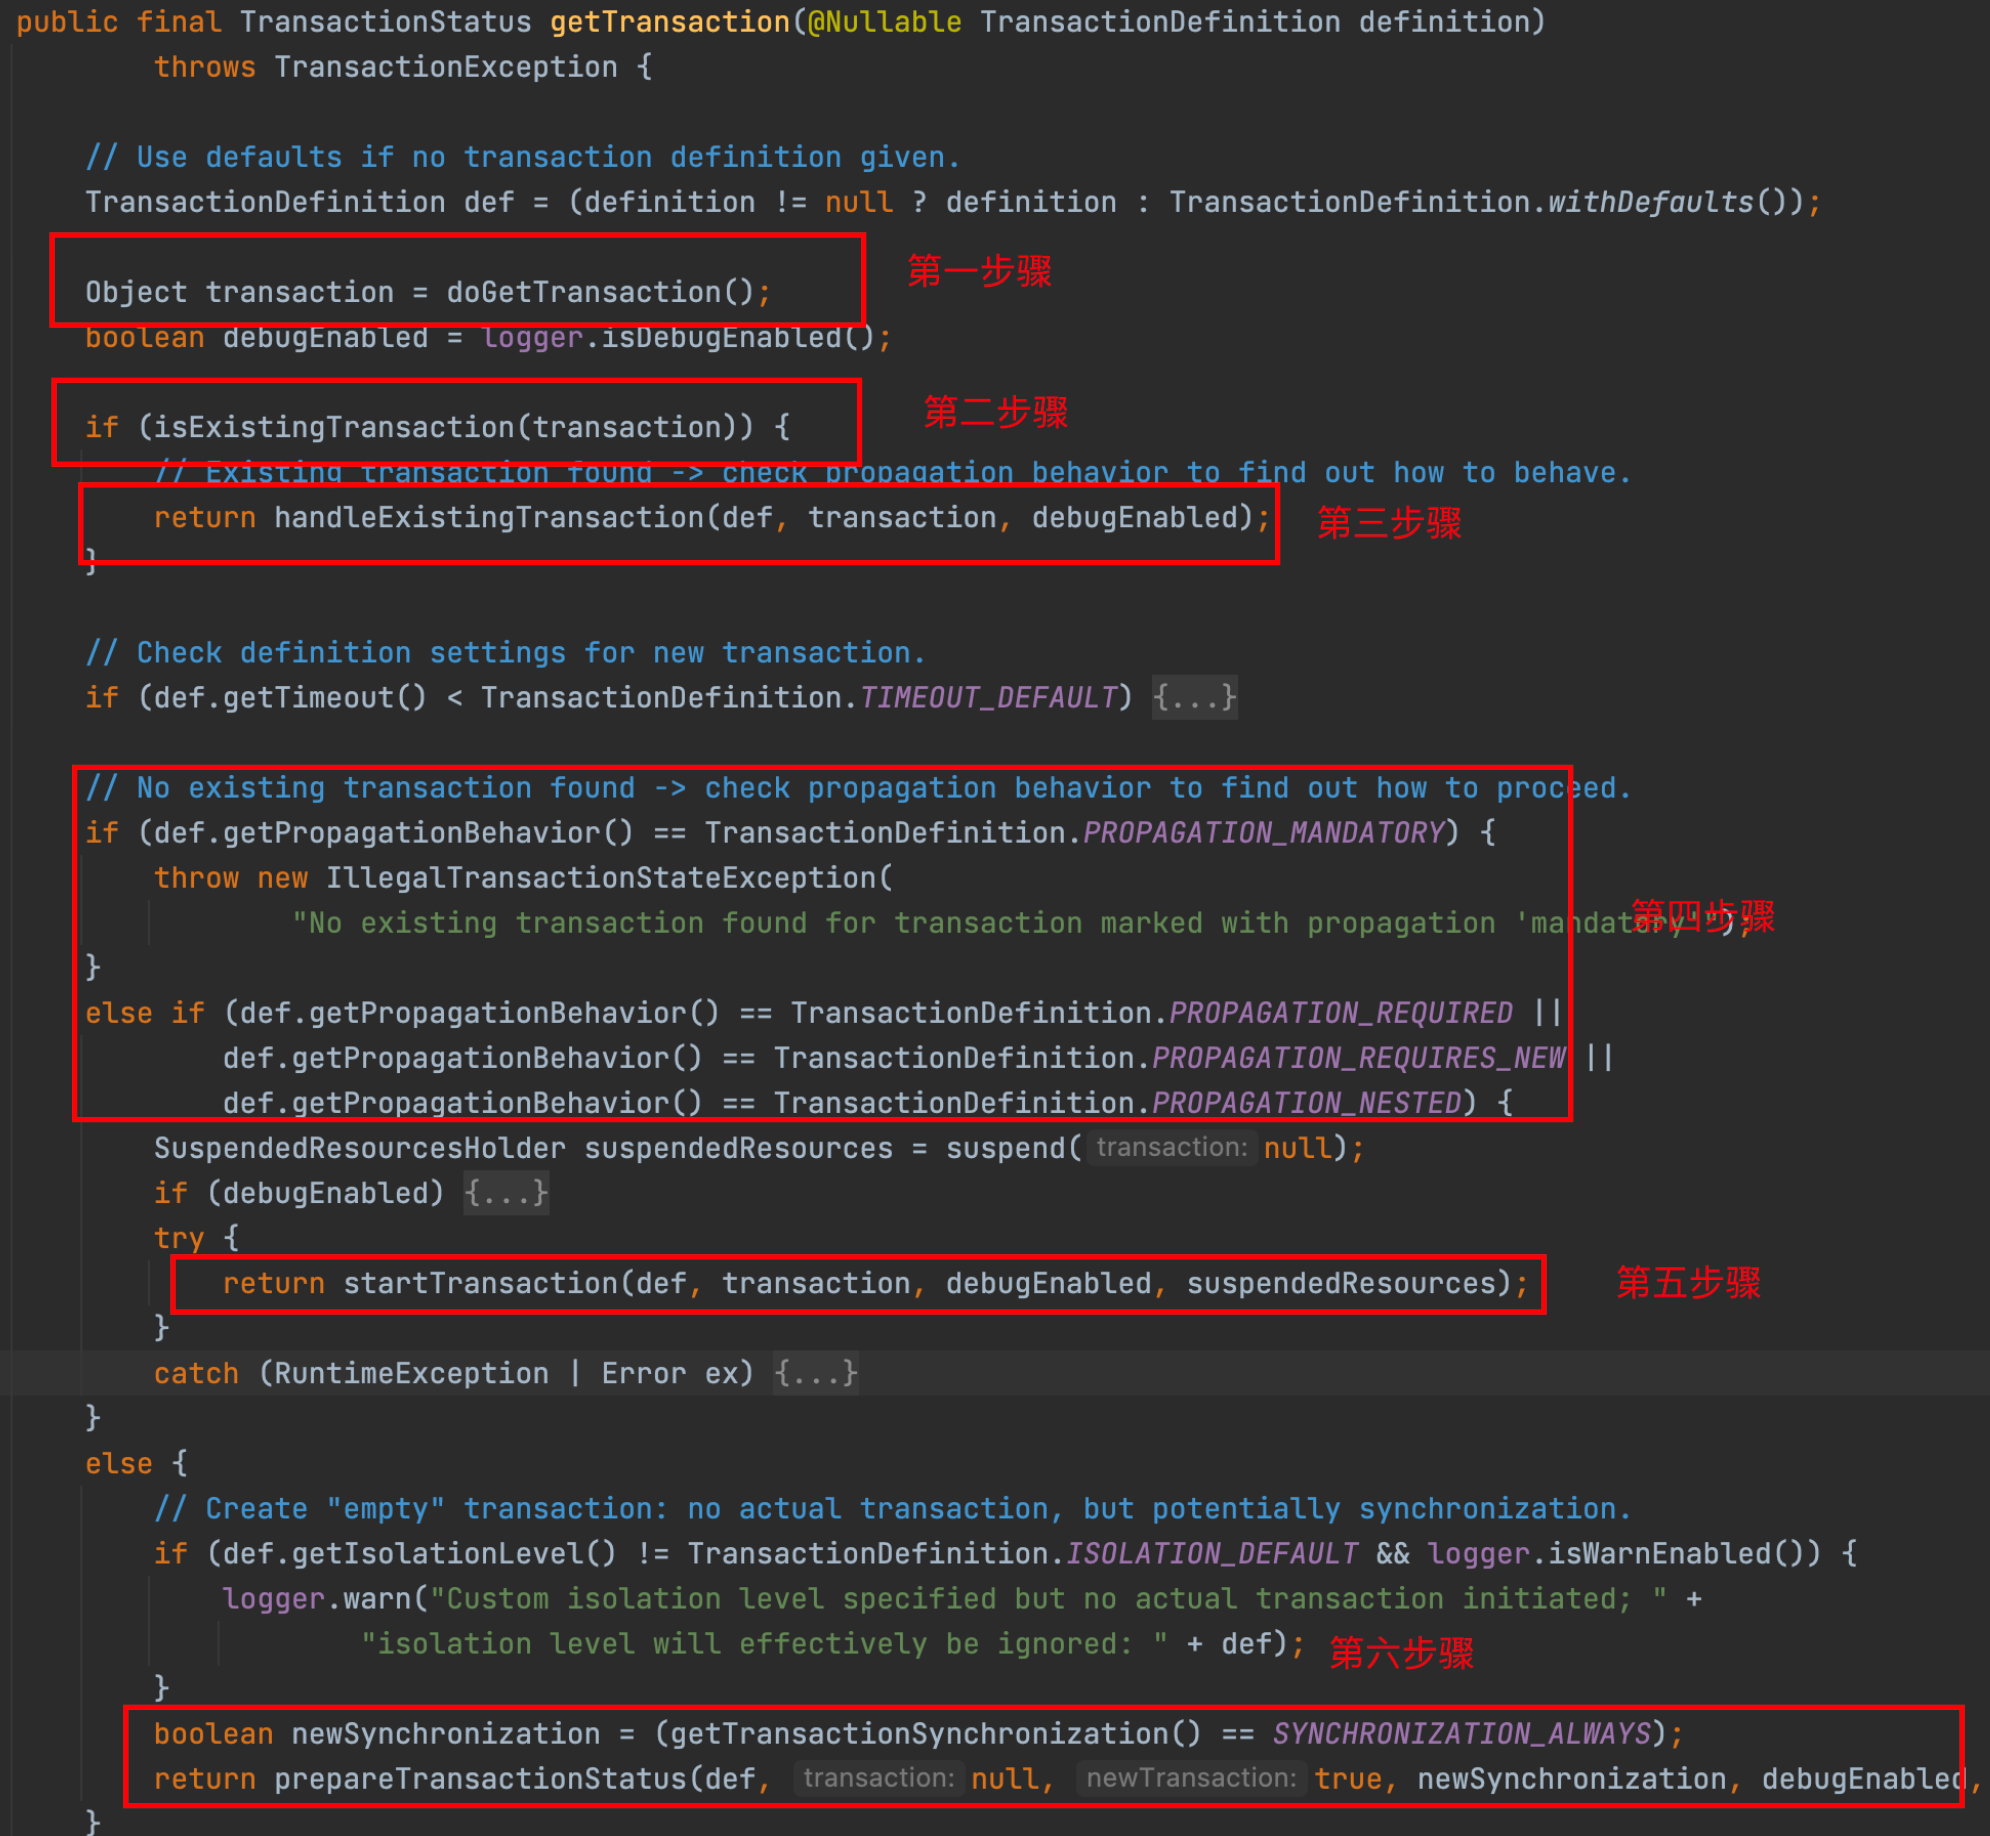 public final TransactionStatus getTransaction(@Nullable TransactionDefinition definition)
throws TransactionException {
// Use defaults if no transaction definition given.
TransactionDefinition def = (definition != null ? definition : TransactionDefinition.withDefaults());
第一步骤
Object transaction = doGetTransaction();
boolean debugEnabled = logger.isDebugEnabled();
第二步骤
if (isExistingTransaction(transaction)) {
// Existing transaction found -> check propagation behavior to find out how to behave.
return handleExistingTransaction(def, transaction, debugEnabled);
第三步骤
}
// Check definition settings for new transaction.
if (def.getTimeout() < TransactionDefinition.TIMEOUT_DEFAULT) {...}
// No existing transaction found -> check propagation behavior to find out how to proceed.
if (def.getPropagationBehavior() == TransactionDefinition.PROPAGATION_MANDATORY) {
throw new IllegalTransactionStateException(
"No existing transaction found for transaction marked with propagation 'mandatory'");
第四步骤
}
else if (def.getPropagationBehavior() == TransactionDefinition.PROPAGATION_REQUIRED ||
def.getPropagationBehavior() == TransactionDefinition.PROPAGATION_REQUIRES_NEW ||
def.getPropagationBehavior() == TransactionDefinition.PROPAGATION_NESTED) {
SuspendedResourcesHolder suspendedResources = suspend( transaction: null);
if (debugEnabled) {...}
try {
return startTransaction(def, transaction, debugEnabled, suspendedResources);
第五步骤
}
catch (RuntimeException | Error ex) {...}
}
else {
// Create "empty" transaction: no actual transaction, but potentially synchronization.
if (def.getIsolationLevel() != TransactionDefinition.ISOLATION_DEFAULT && logger.isWarnEnabled()) {
logger.warn("Custom isolation level specified but no actual transaction initiated; " +
"isolation level will effectively be ignored: " + def);
第六步骤
}
boolean newSynchronization = (getTransactionSynchronization() == SYNCHRONIZATION_ALWAYS);
return prepareTransactionStatus(def, transaction: null, newTransaction: true, newSynchronization, debugEnabled,
}